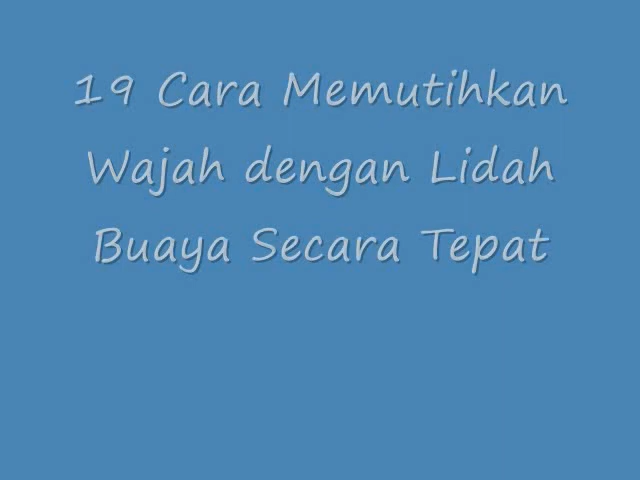 19 Cara Memutihkan
Wajah dengan Lidah
Buaya Secara Tepat